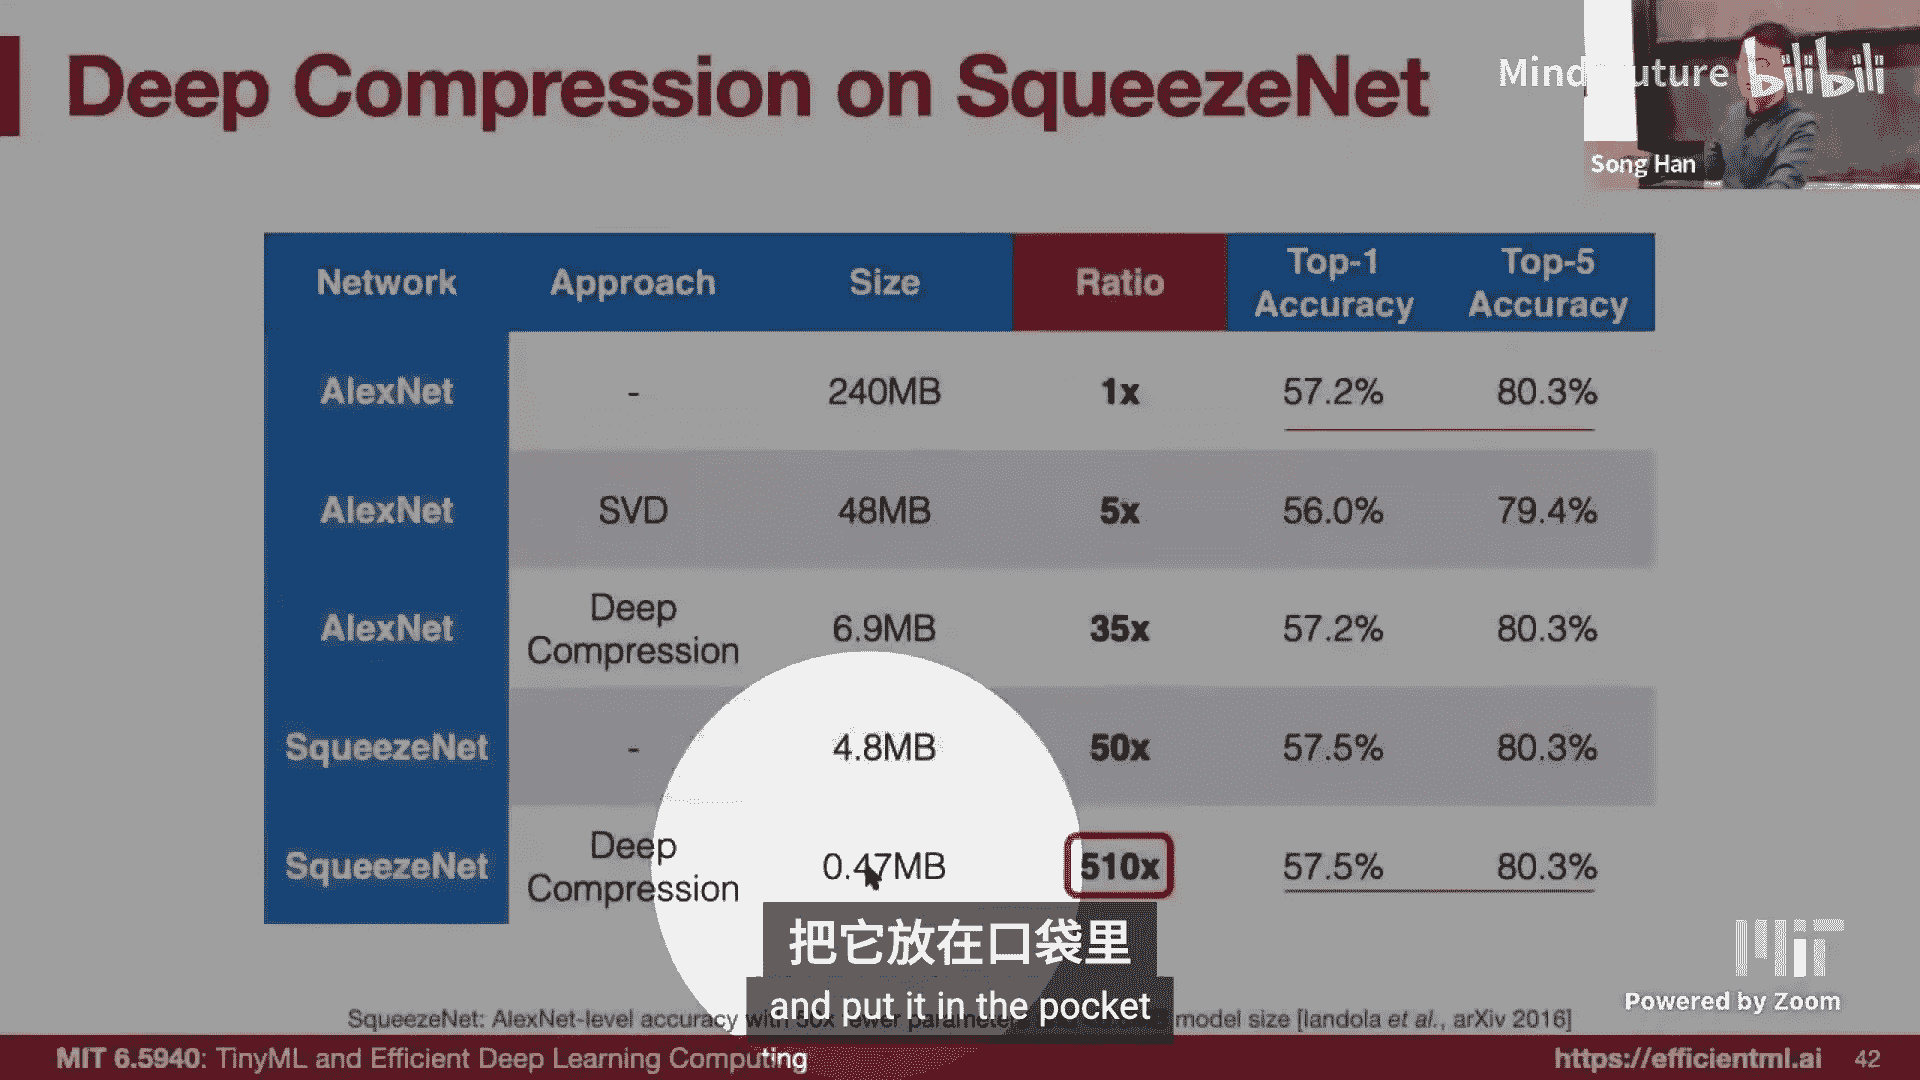 Deep Compression on SqueezeNet
Mind uture bilibili
Song Han
Network Approach Size Ratio Top-1 Accuracy Top-5 Accuracy
AlexNet - 240MB 1x 57.2% 80.3%
AlexNet SVD 48MB 5x 56.0% 79.4%
AlexNet Deep Compression 6.9MB 35x 57.2% 80.3%
SqueezeNet - 4.8MB 50x 57.5% 80.3%
SqueezeNet Deep Compression 0.47MB 510x 57.5% 80.3%
把它放在口袋里
and put it in the pocket
MIT
Powered by Zoom
SqueezeNet: AlexNet-level accuracy with 50x fewer model size [Iandola et al., arXiv 2016]
MIT 6.5940: TinyML and Efficient Deep Learning Computing
https://efficientml.ai 42